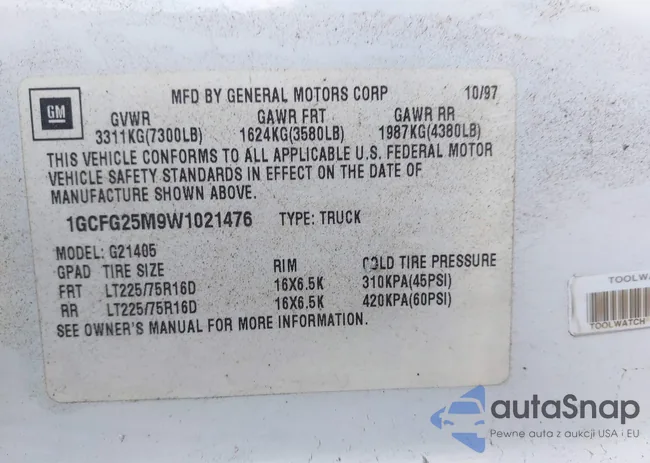 GM
MFD BY GENERAL MOTORS CORP 10/97
GVWR GAWR FRT GAWR RR
3311KG(7300LB) 1624KG(3580LB) 1987KG(4380LB)
THIS VEHICLE CONFORMS TO ALL APPLICABLE U.S. FEDERAL MOTOR
VEHICLE SAFETY STANDARDS IN EFFECT ON THE DATE OF
MANUFACTURE SHOWN ABOVE.
1GCFG25M9W1021476 TYPE: TRUCK
MODEL: G21405
GPAD TIRE SIZE RIM COLD TIRE PRESSURE
FRT LT225/75R16D 16X6.5K 310KPA(45PSI)
RR LT225/75R16D 16X6.5K 420KPA(60PSI)
SEE OWNER'S MANUAL FOR MORE INFORMATION.
TOOLWA
TOOLWATCH
autaSnap
Pewne auta z aukcji USA i EU